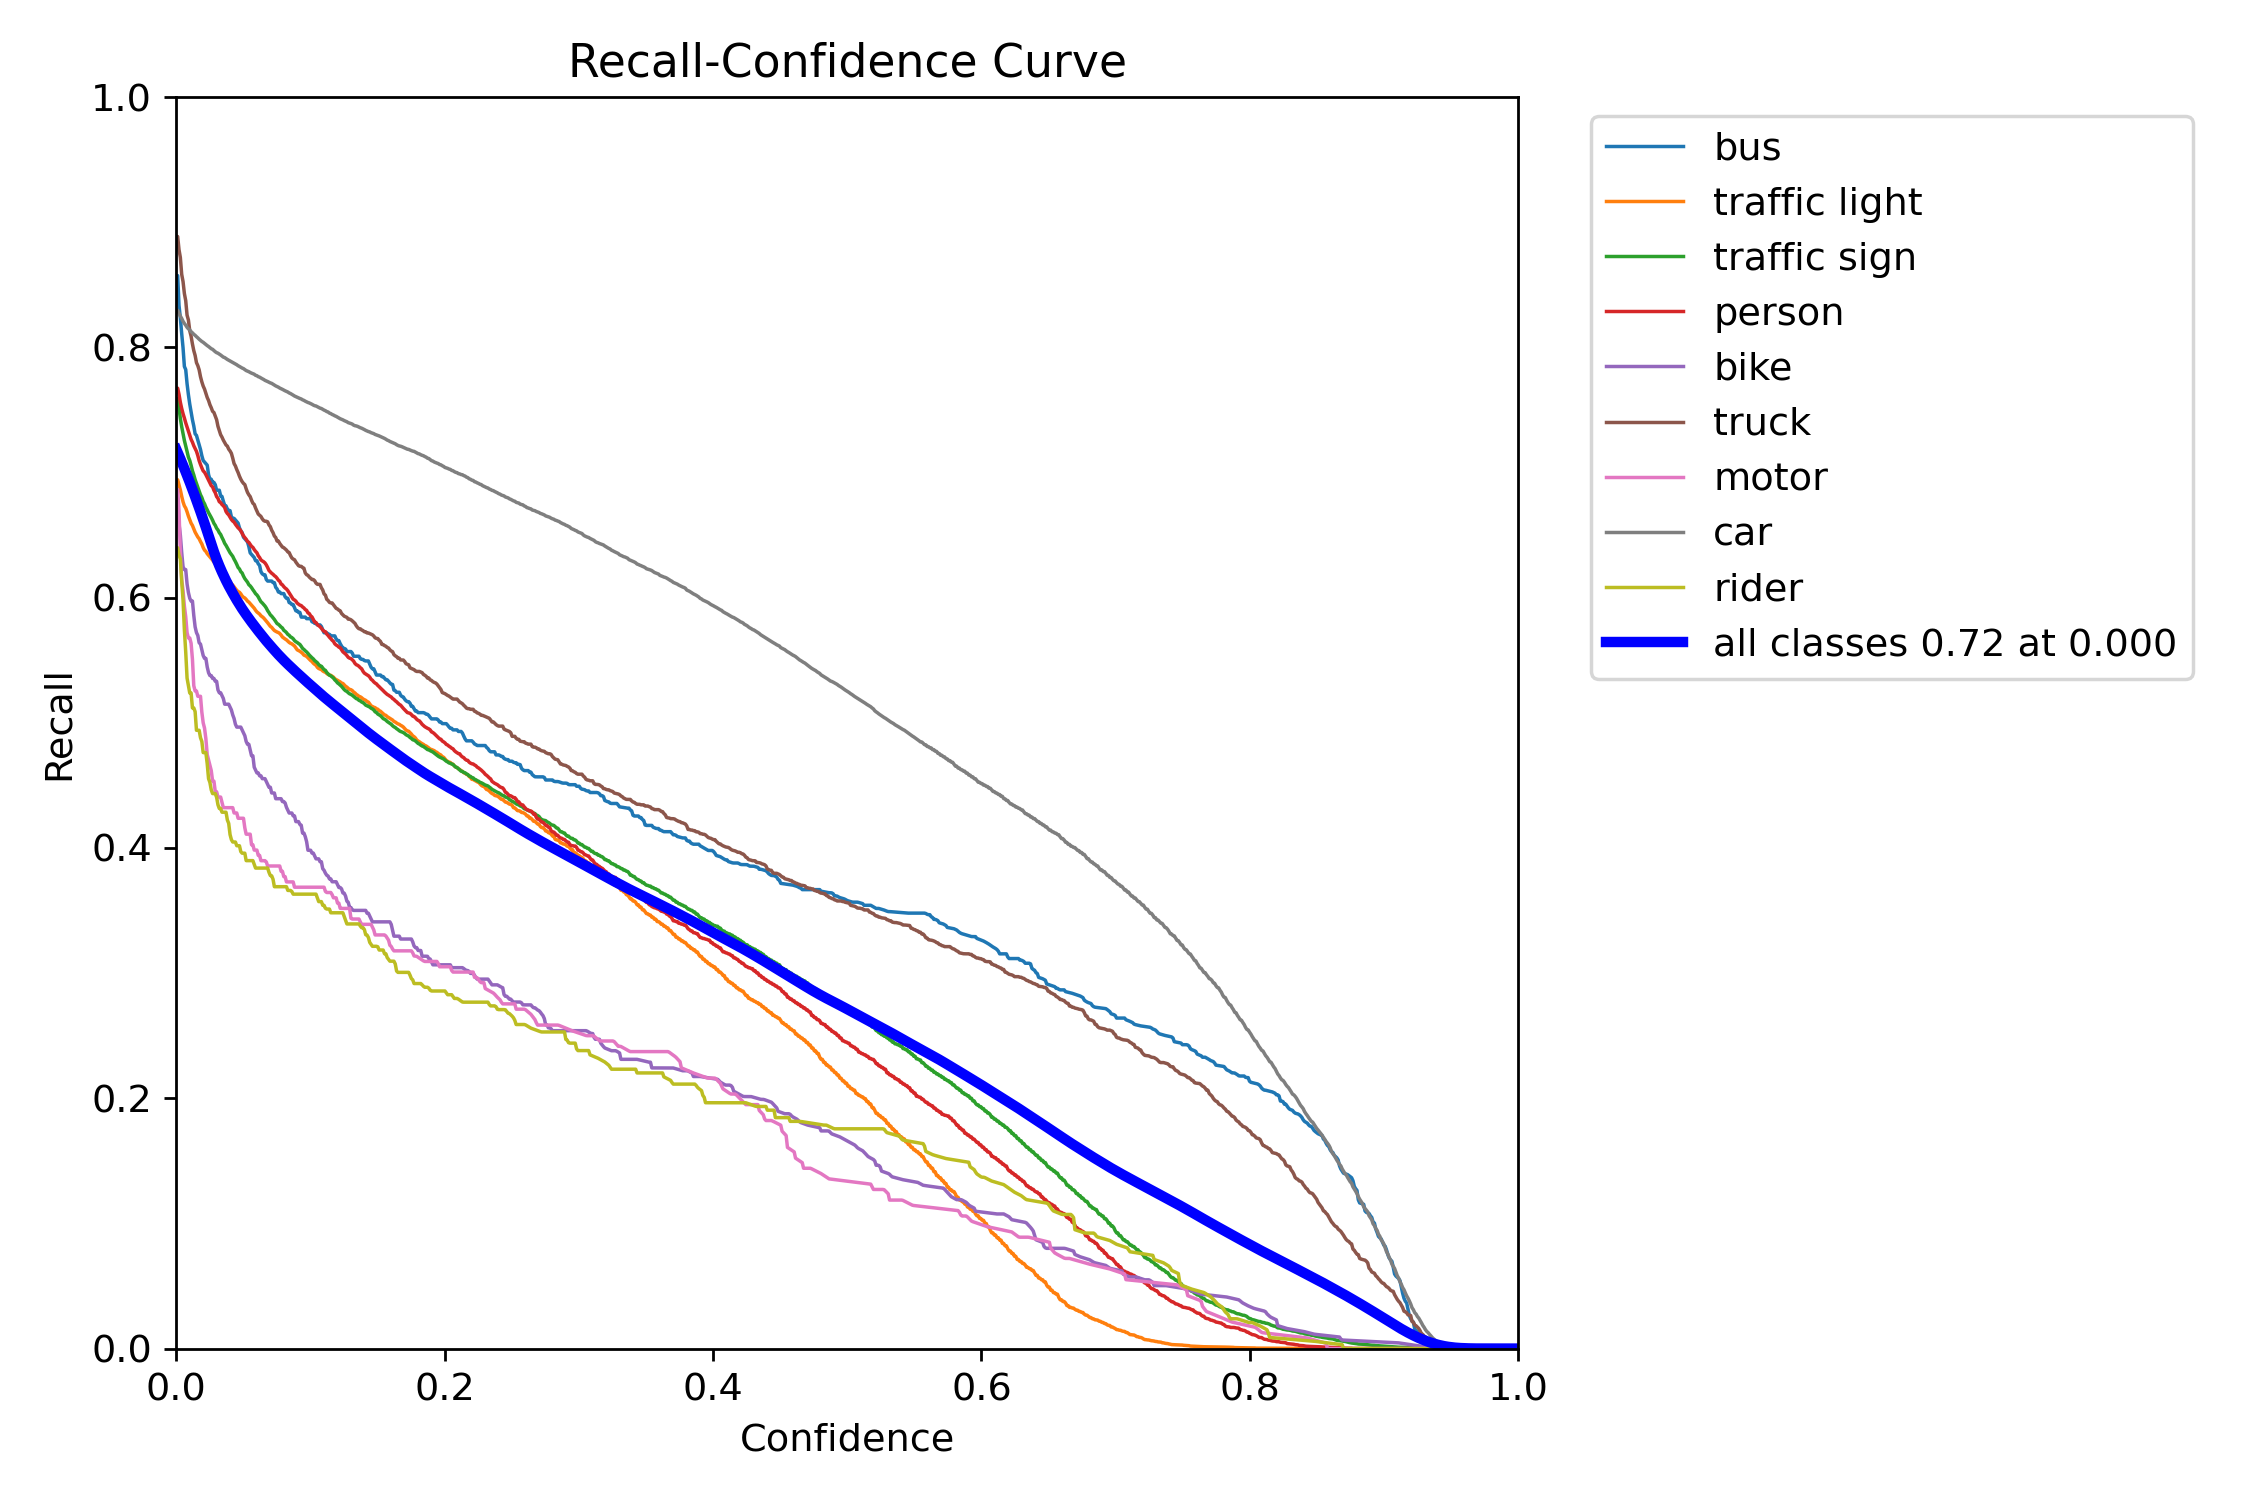 Recall-Confidence Curve
1.0
0.8
0.6
0.4
0.2
0.0
Recall
0.0 0.2 0.4 0.6 0.8 1.0
Confidence
bus
traffic light
traffic sign
person
bike
truck
motor
car
rider
all classes 0.72 at 0.000